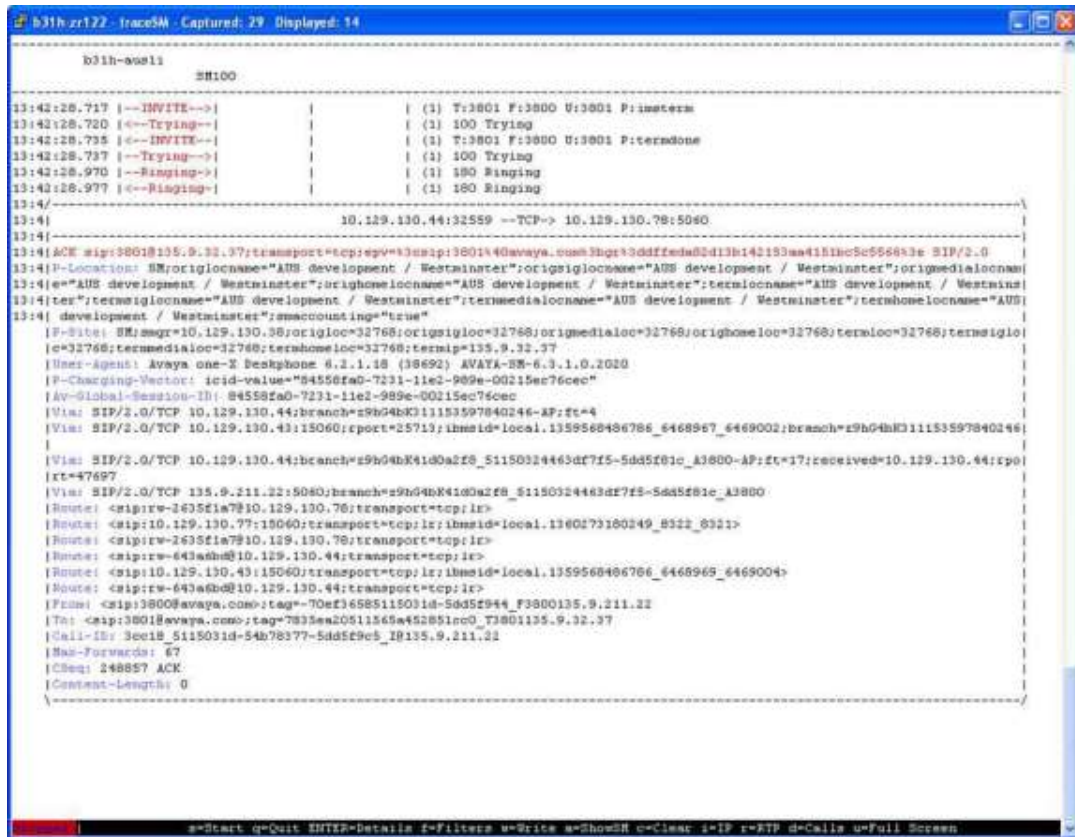 b31h-zr122 - traceSM - Captured: 29 Displayed: 14
b31h-ausli
SM100
13:42:28.717 |--INVITE-->| | | (1) T:3801 F:3800 U:3801 P:imsterm
13:42:28.720 |<--Trying--| | | (1) 100 Trying
13:42:28.735 |<--INVITE--| | | (1) T:3801 F:3800 U:3801 P:termdone
13:42:28.737 |--Trying-->| | | (1) 100 Trying
13:42:28.970 |--Ringing->| | | (1) 180 Ringing
13:42:28.977 |<--Ringing-| | | (1) 180 Ringing
13:4/
13:4| 10.129.130.44:32559 --TCP-> 10.129.130.78:5060
13:4|
13:4|ACK sip:3801@135.9.32.37;transport=tcp;epv=%3csip:3801%40avaya.com%3bgr%3ddffeda82d13b142153aa4151bc5c5568%3e SIP/2.0
13:4|P-Location: SM;origlocname="AUS development / Westminster";origsiglocname="AUS development / Westminster";origmedialocnam
13:4|e="AUS development / Westminster";orighomelocname="AUS development / Westminster";termlocname="AUS development / Westmins
13:4|ter";termsiglocname="AUS development / Westminster";termmedialocname="AUS development / Westminster";termhomelocname="AUS
13:4| development / Westminster";smaccounting="true"
|P-Site: SM;smgr=10.129.130.38;origloc=32768;origsigloc=32768;origmedialoc=32768;orighomeloc=32768;termloc=32768;termsiglo
|c=32768;termmedialoc=32768;termhomeloc=32768;termip=135.9.32.37
|User-Agent: Avaya one-X Deskphone 6.2.1.18 (38692) AVAYA-SM-6.3.1.0.2020
|P-Charging-Vector: icid-value="84558fa0-7231-11e2-989e-00215ec76cec"
|Av-Global-Session-ID: 84558fa0-7231-11e2-989e-00215ec76cec
|Via: SIP/2.0/TCP 10.129.130.44;branch=z9hG4bK311153597840246-AP;ft=4
|Via: SIP/2.0/TCP 10.129.130.43:15060;rport=25713;ibmsid=local.1359568486786_6468967_6469002;branch=z9hG4bK311153597840246
|
|Via: SIP/2.0/TCP 10.129.130.44;branch=z9hG4bK41d0a2f8_51150324463df7f5-5dd5f81c_A3800-AP;ft=17;received=10.129.130.44;rpo
|rt=47697
|Via: SIP/2.0/TCP 135.9.211.22:5060;branch=z9hG4bK41d0a2f8_51150324463df7f5-5dd5f81c_A3800
|Route: <sip:rw-2635f1a7@10.129.130.78;transport=tcp;lr>
|Route: <sip:10.129.130.77:15060;transport=tcp;lr;ibmsid=local.1360273180249_8322_8321>
|Route: <sip:rw-2635f1a7@10.129.130.78;transport=tcp;lr>
|Route: <sip:rw-643a6bd@10.129.130.44;transport=tcp;lr>
|Route: <sip:10.129.130.43:15060;transport=tcp;lr;ibmsid=local.1359568486786_6468969_6469004>
|Route: <sip:rw-643a6bd@10.129.130.44;transport=tcp;lr>
|From: <sip:3800@avaya.com>;tag=-70ef36585115031d-5dd5f944_F3800135.9.211.22
|To: <sip:3801@avaya.com>;tag=7835ea20511565a452851cc0_T3801135.9.32.37
|Call-ID: 3cc18_5115031d-54b78377-5dd5f9c5_I@135.9.211.22
|Max-Forwards: 67
|CSeq: 248857 ACK
|Content-Length: 0
s=Start q=Quit ENTER=Details f=Filters w=Write a=ShowSM c=Clear i=IP r=RTP d=Calls u=Full Screen